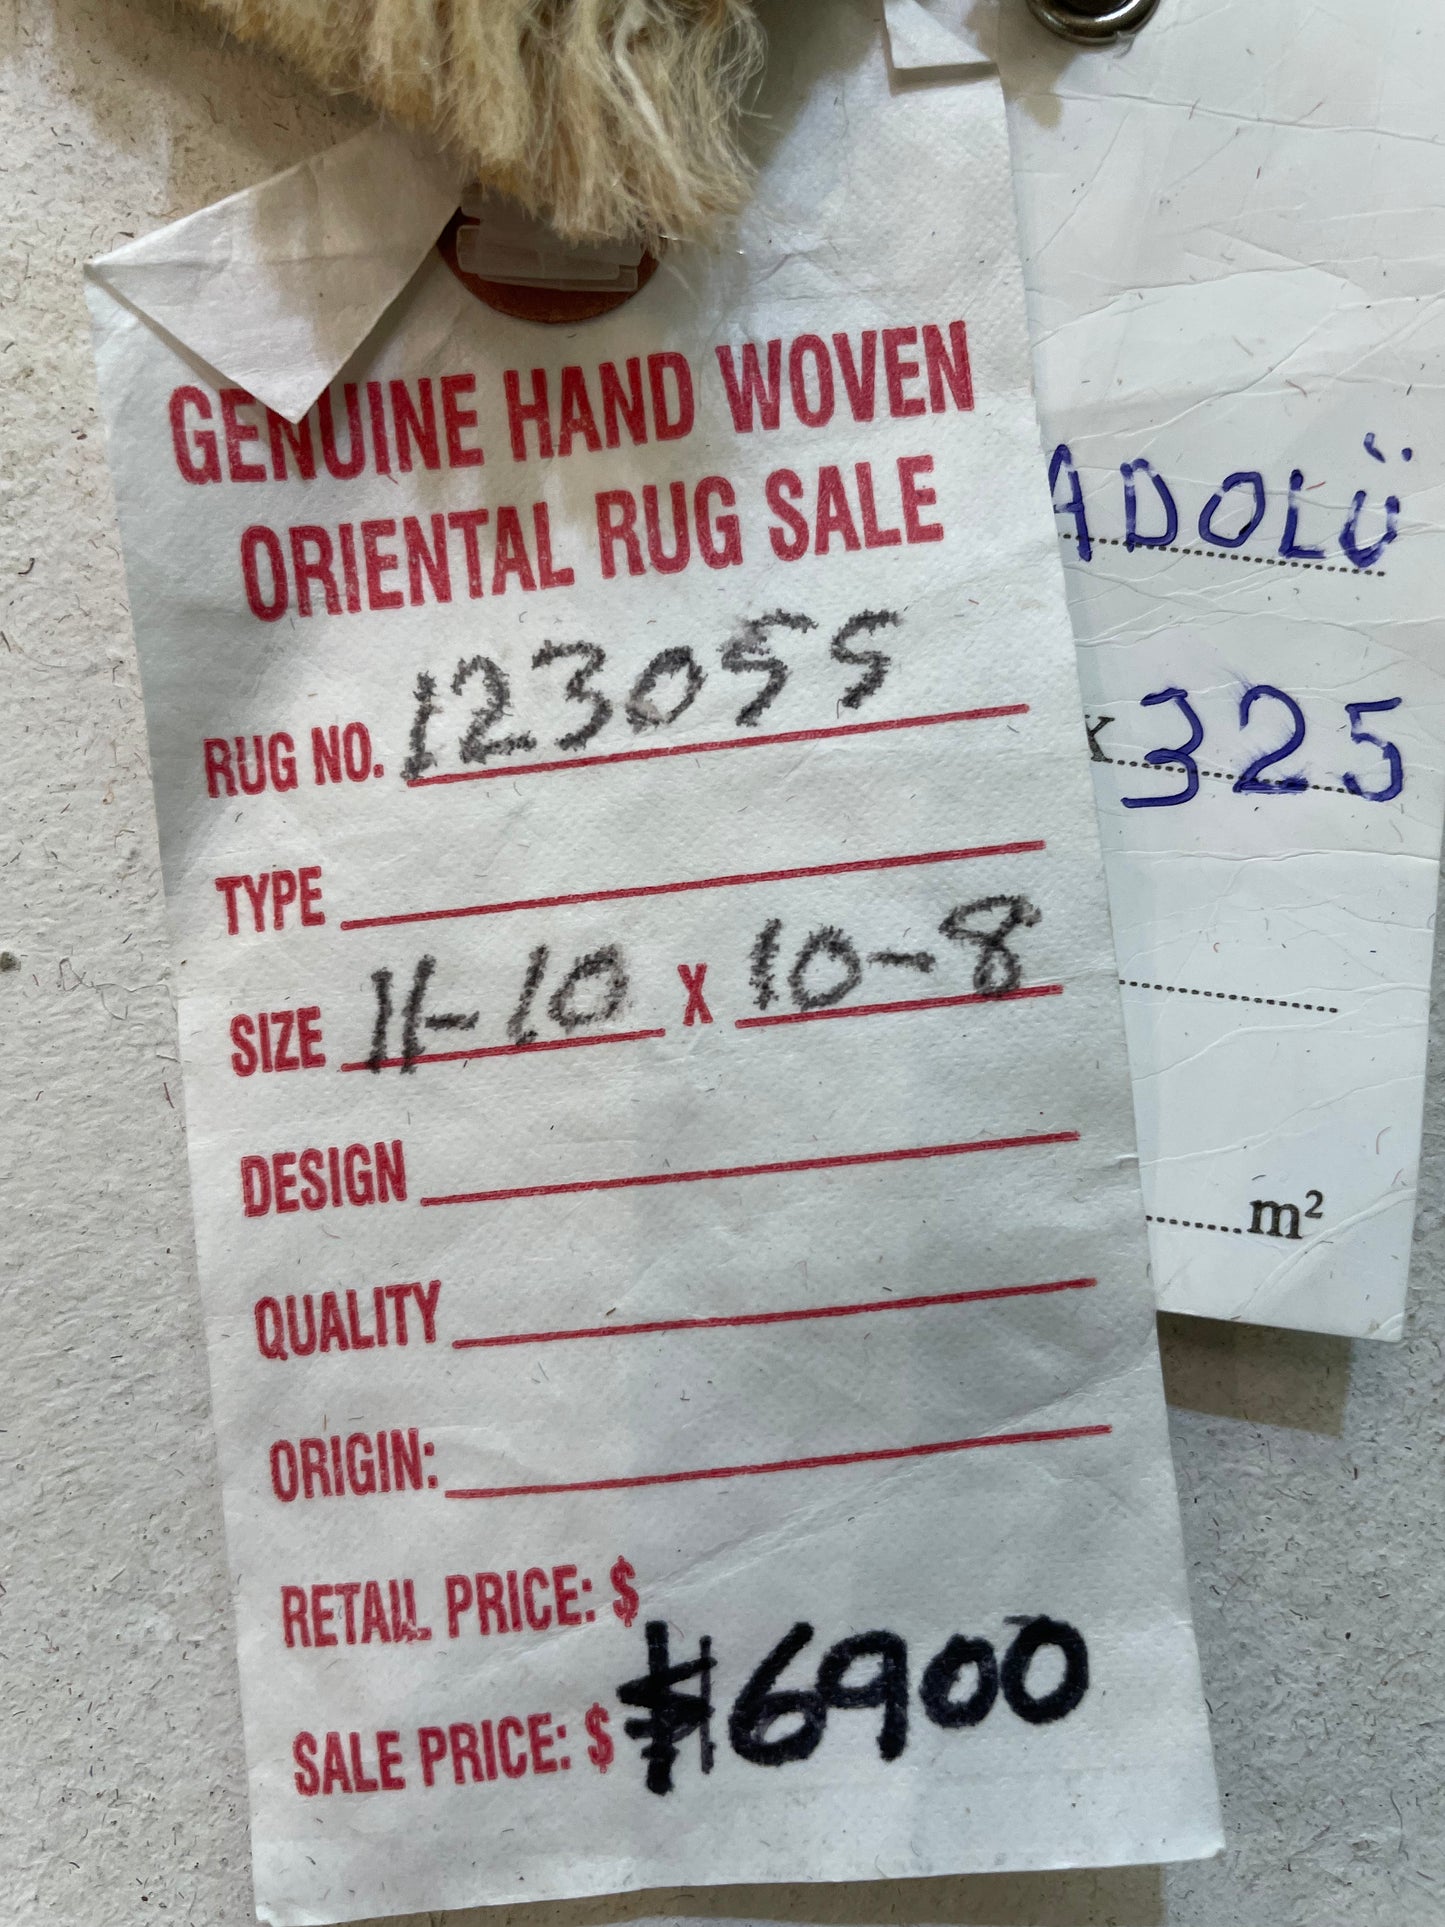 GENUINE HAND WOVEN
ORIENTAL RUG SALE
RUG NO. 123055
TYPE
SIZE 11-10 X 10-8
DESIGN
QUALITY
ORIGIN:
RETAIL PRICE: $
SALE PRICE: $ $6900
ADOLÜ
x 325
m²